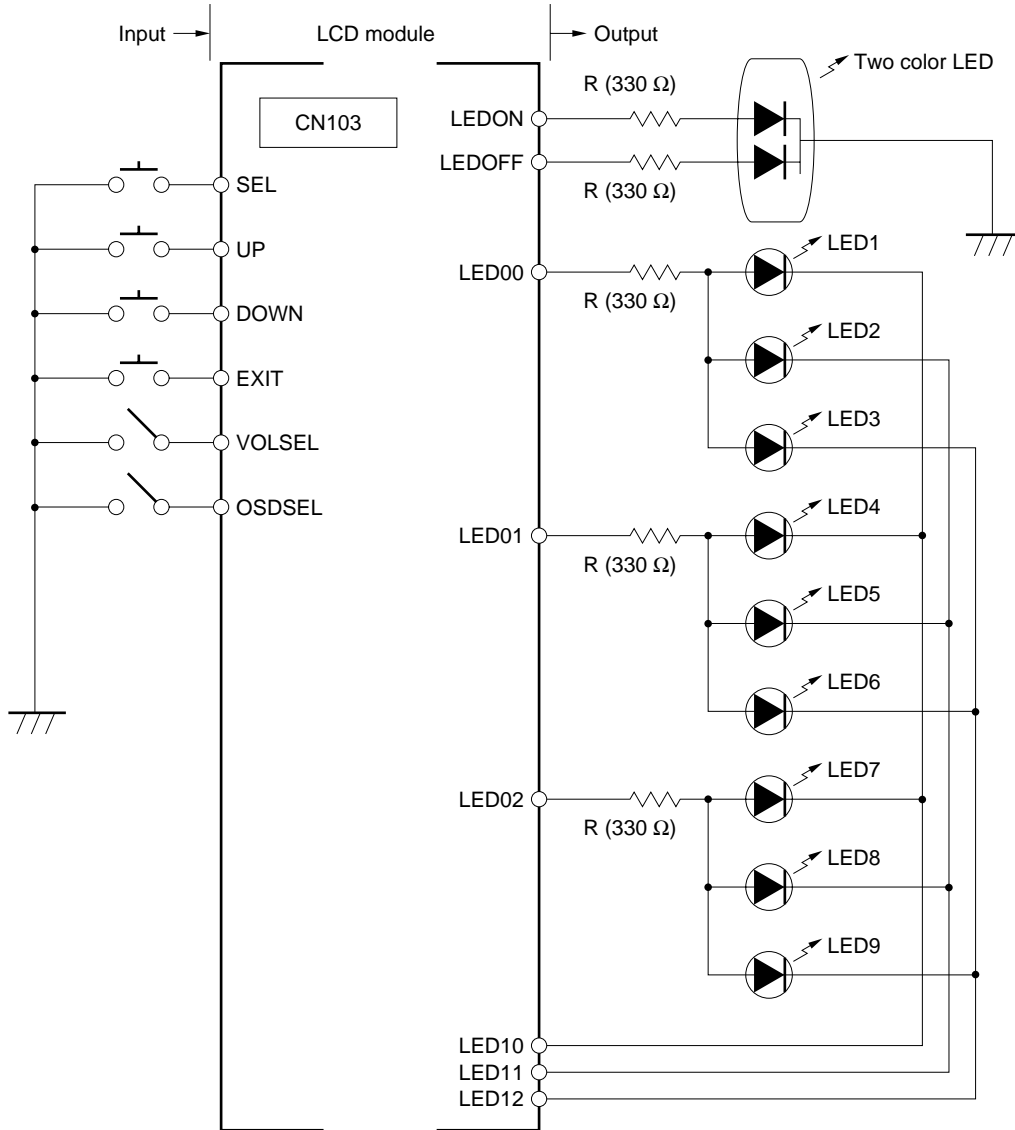 Input
LCD module
Output
Two color LED
R (330 Ω)
CN103
LEDON
LEDOFF
R (330 Ω)
SEL
UP
DOWN
EXIT
VOLSEL
OSDSEL
LED00
R (330 Ω)
LED1
LED2
LED3
LED01
R (330 Ω)
LED4
LED5
LED6
LED02
R (330 Ω)
LED7
LED8
LED9
LED10
LED11
LED12